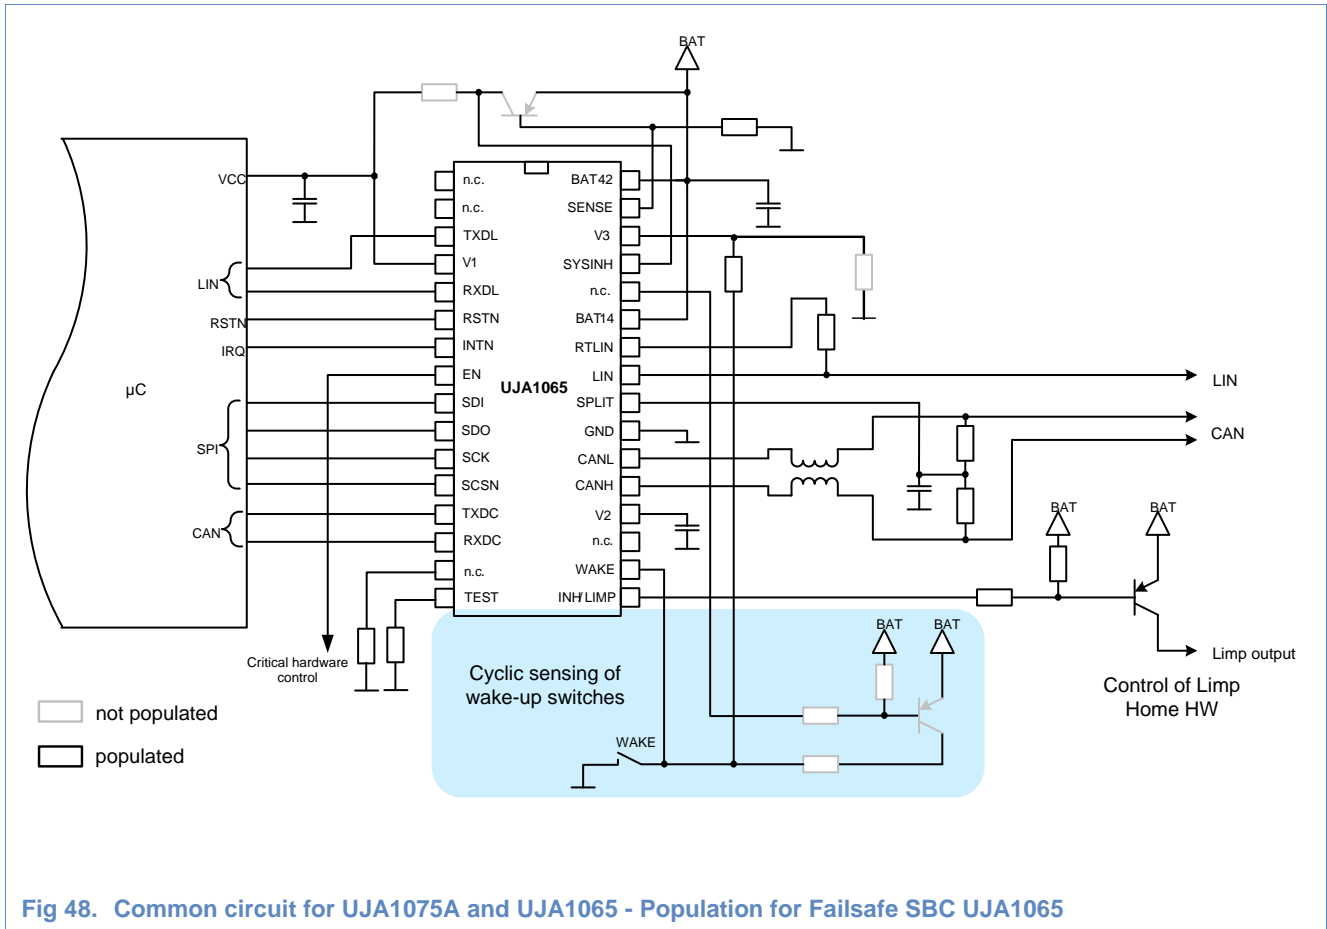 BAT
VCC
LIN
RSTN
IRQ
µC
SPI
CAN
n.c.
n.c.
TXDL
V1
RXDL
RSTN
INTN
EN
SDI
SDO
SCK
SCSN
TXDC
RXDC
n.c.
TEST
UJA1065
BAT42
SENSE
V3
SYSINH
n.c.
BAT14
RTLIN
LIN
SPLIT
GND
CANL
CANH
V2
n.c.
WAKE
INH/LIMP
LIN
CAN
BAT
BAT
Limp output
Control of Limp
Home HW
Critical hardware
control
Cyclic sensing of
wake-up switches
BAT
BAT
WAKE
not populated
populated
Fig 48. Common circuit for UJA1075A and UJA1065 - Population for Failsafe SBC UJA1065